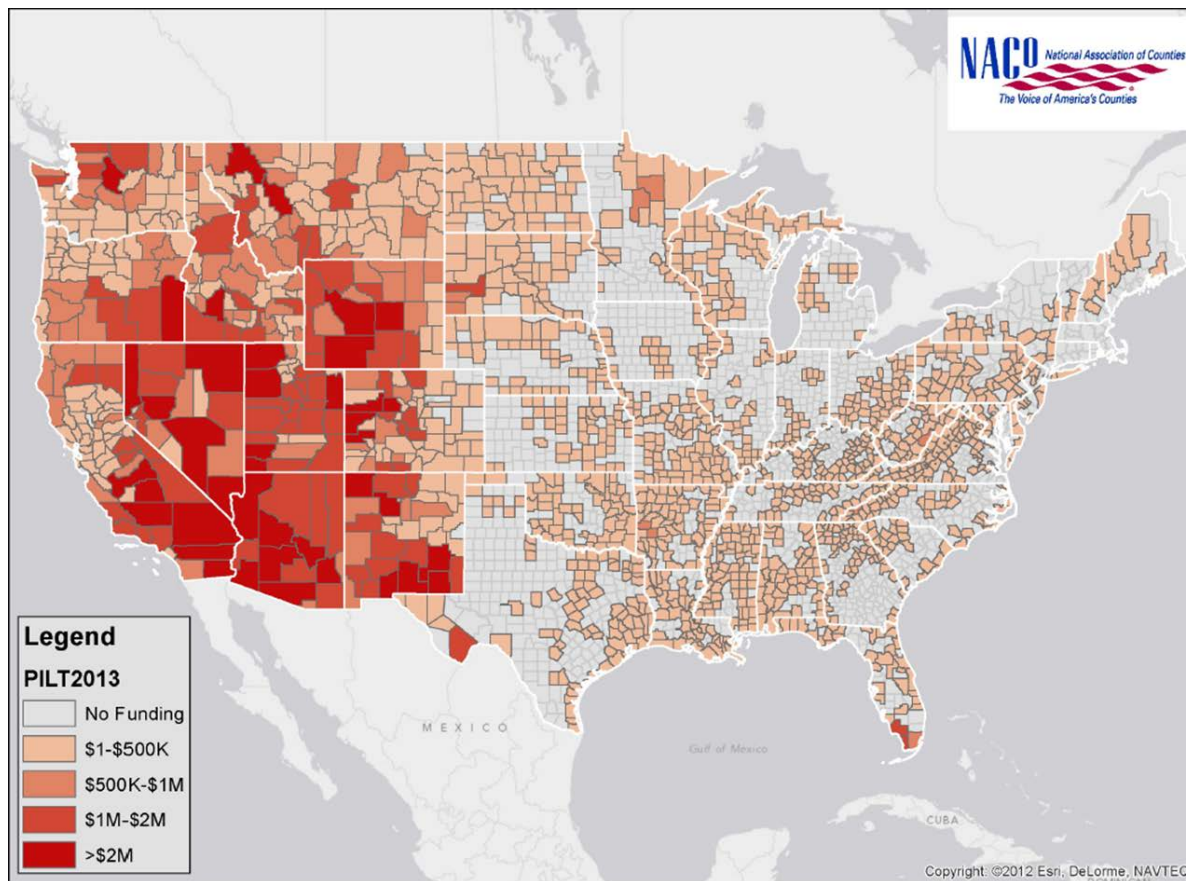 NACO National Association of Counties
The Voice of America's Counties
Legend
PILT2013
No Funding
$1-$500K
$500K-$1M
$1M-$2M
>$2M
MEXICO
Gulf of Mexico
CUBA
Copyright: ©2012 Esri, DeLorme, NAVTEC